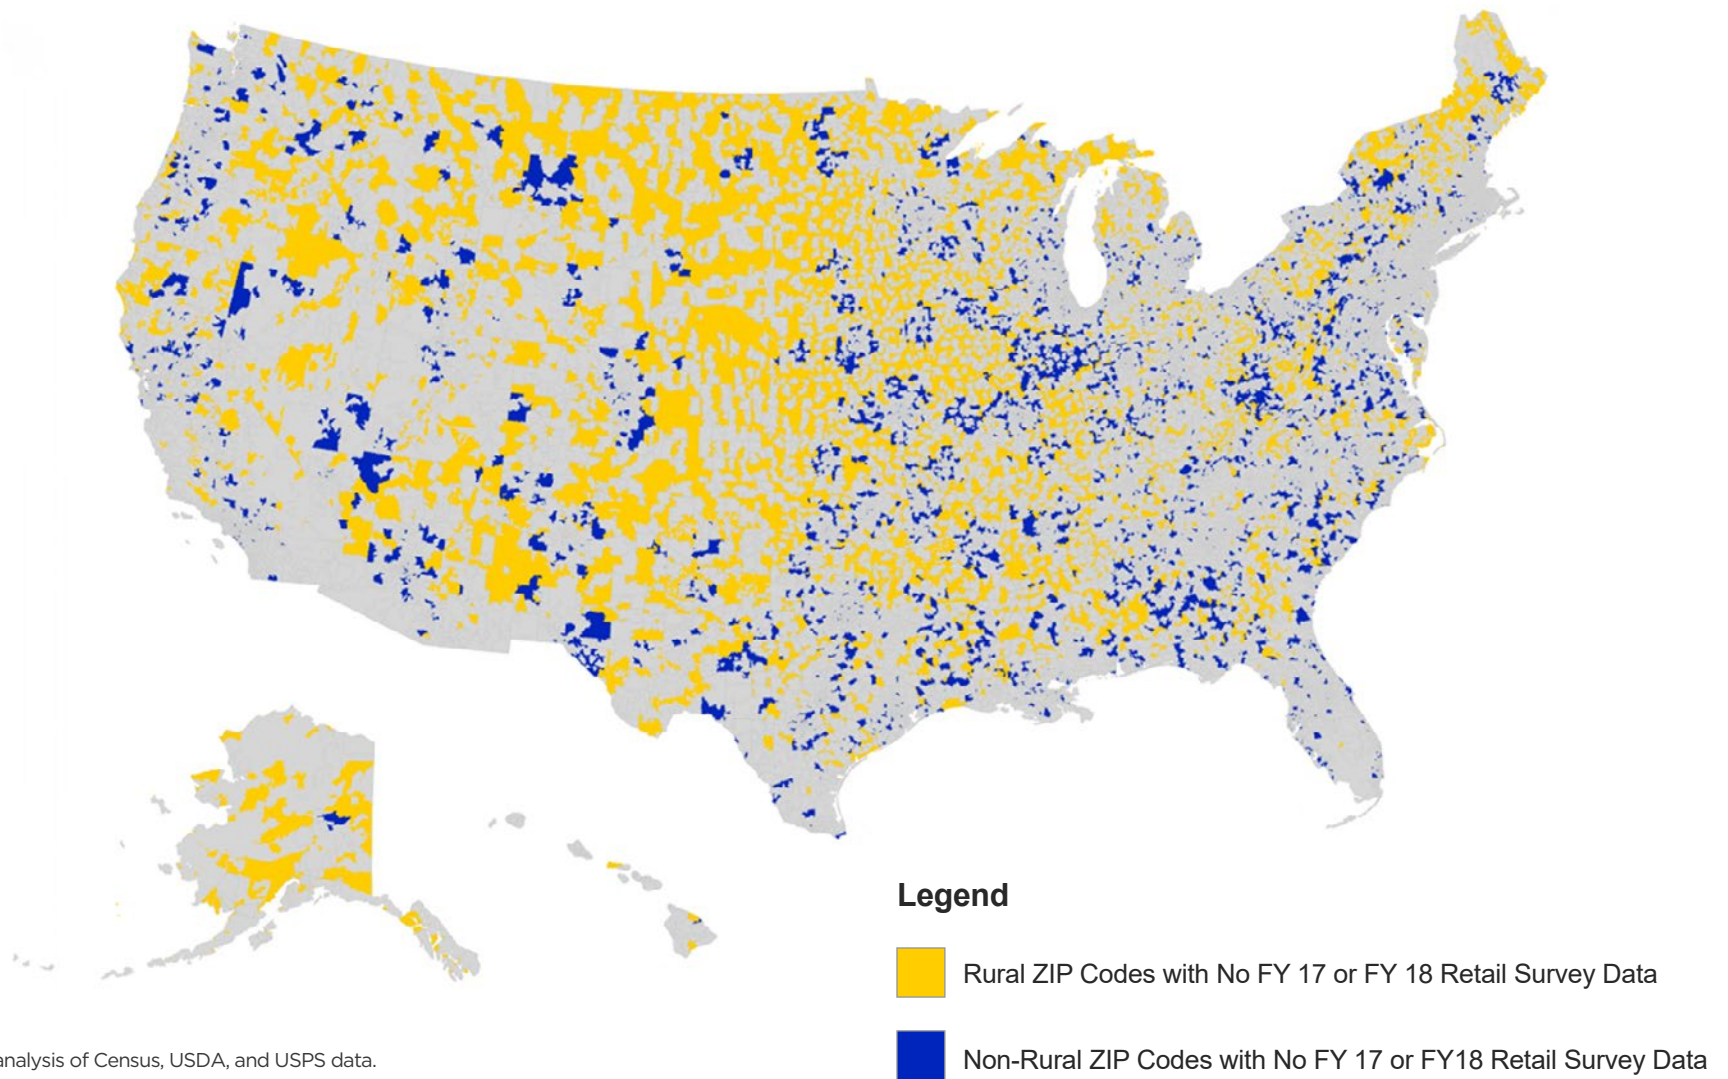 Legend
Rural ZIP Codes with No FY 17 or FY 18 Retail Survey Data
Non-Rural ZIP Codes with No FY 17 or FY18 Retail Survey Data
analysis of Census, USDA, and USPS data.